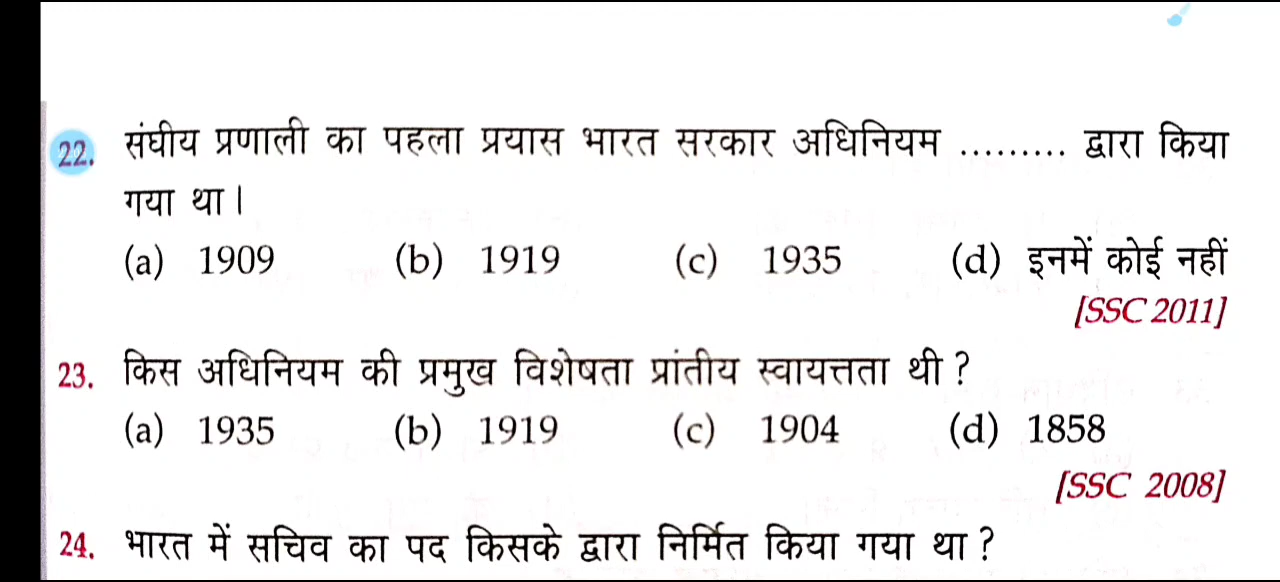 22. संघीय प्रणाली का पहला प्रयास भारत सरकार अधिनियम ......... द्वारा किया
गया था।
(a) 1909 (b) 1919 (c) 1935 (d) इनमें कोई नहीं
[SSC 2011]
23. किस अधिनियम की प्रमुख विशेषता प्रांतीय स्वायत्तता थी ?
(a) 1935 (b) 1919 (c) 1904 (d) 1858
[SSC 2008]
24. भारत में सचिव का पद किसके द्वारा निर्मित किया गया था ?